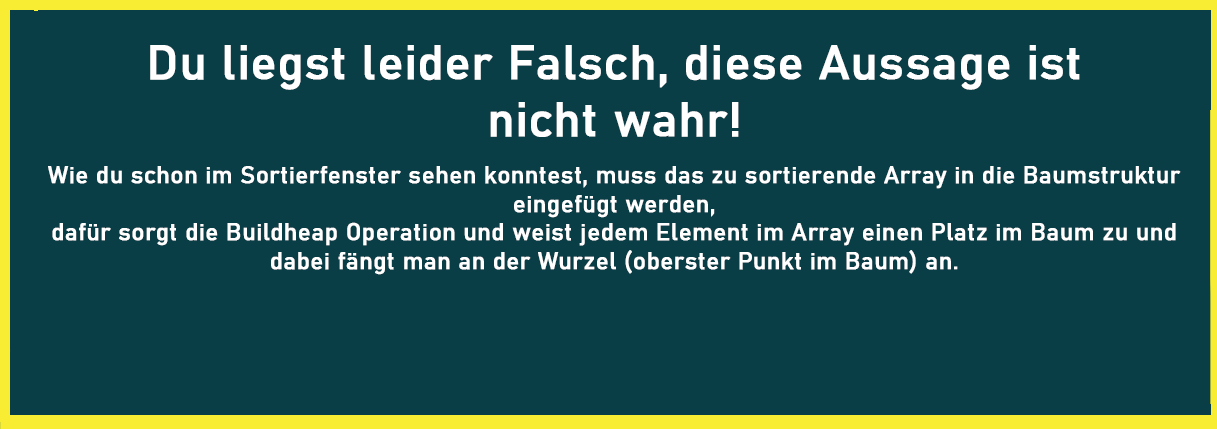 Du liegst leider Falsch, diese Aussage ist
nicht wahr!
Wie du schon im Sortierfenster sehen konntest, muss das zu sortierende Array in die Baumstruktur
eingefügt werden,
dafür sorgt die Buildheap Operation und weist jedem Element im Array einen Platz im Baum zu und
dabei fängt man an der Wurzel (oberster Punkt im Baum) an.